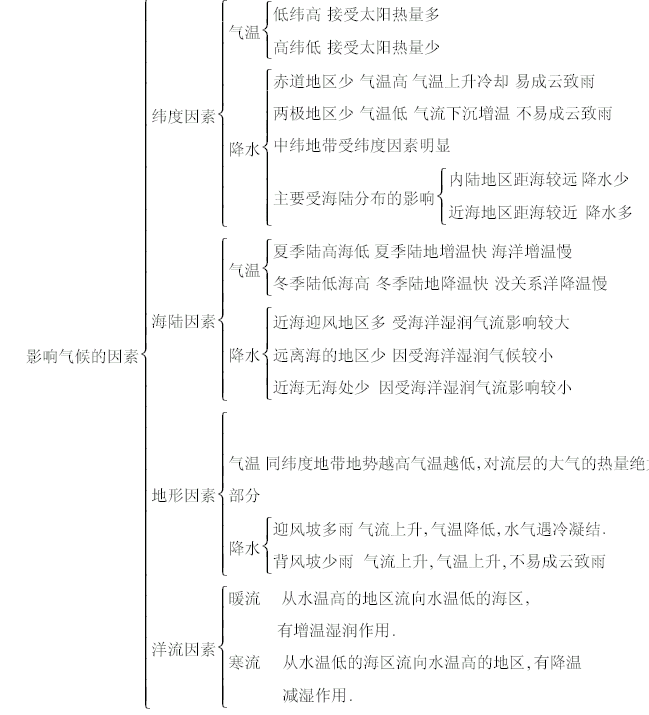 低纬高 接受太阳热量多
气温
高纬低 接受太阳热量少
赤道地区少 气温高 气温上升冷却 易成云致雨
两极地区少 气温低 气流下沉增温 不易成云致雨
纬度因素
降水
中纬地带受纬度因素明显
主要受海陆分布的影响
内陆地区距海较远 降水少
近海地区距海较近 降水多
夏季陆高海低 夏季陆地增温快 海洋增温慢
气温
冬季陆低海高 冬季陆地降温快 没关系洋降温慢
海陆因素
近海迎风地区多 受海洋湿润气流影响较大
降水
远离海的地区少 因受海洋湿润气候较小
近海无海处少 因受海洋湿润气流影响较小
影响气候的因素
气温 同纬度地带地势越高气温越低,对流层的大气的热量绝
部分
地形因素
迎风坡多雨 气流上升,气温降低,水气遇冷凝结.
降水
背风坡少雨 气流上升,气温上升,不易成云致雨
暖流 从水温高的地区流向水温低的海区,
有增温湿润作用.
洋流因素
寒流 从水温低的海区流向水温高的地区,有降温
减湿作用.